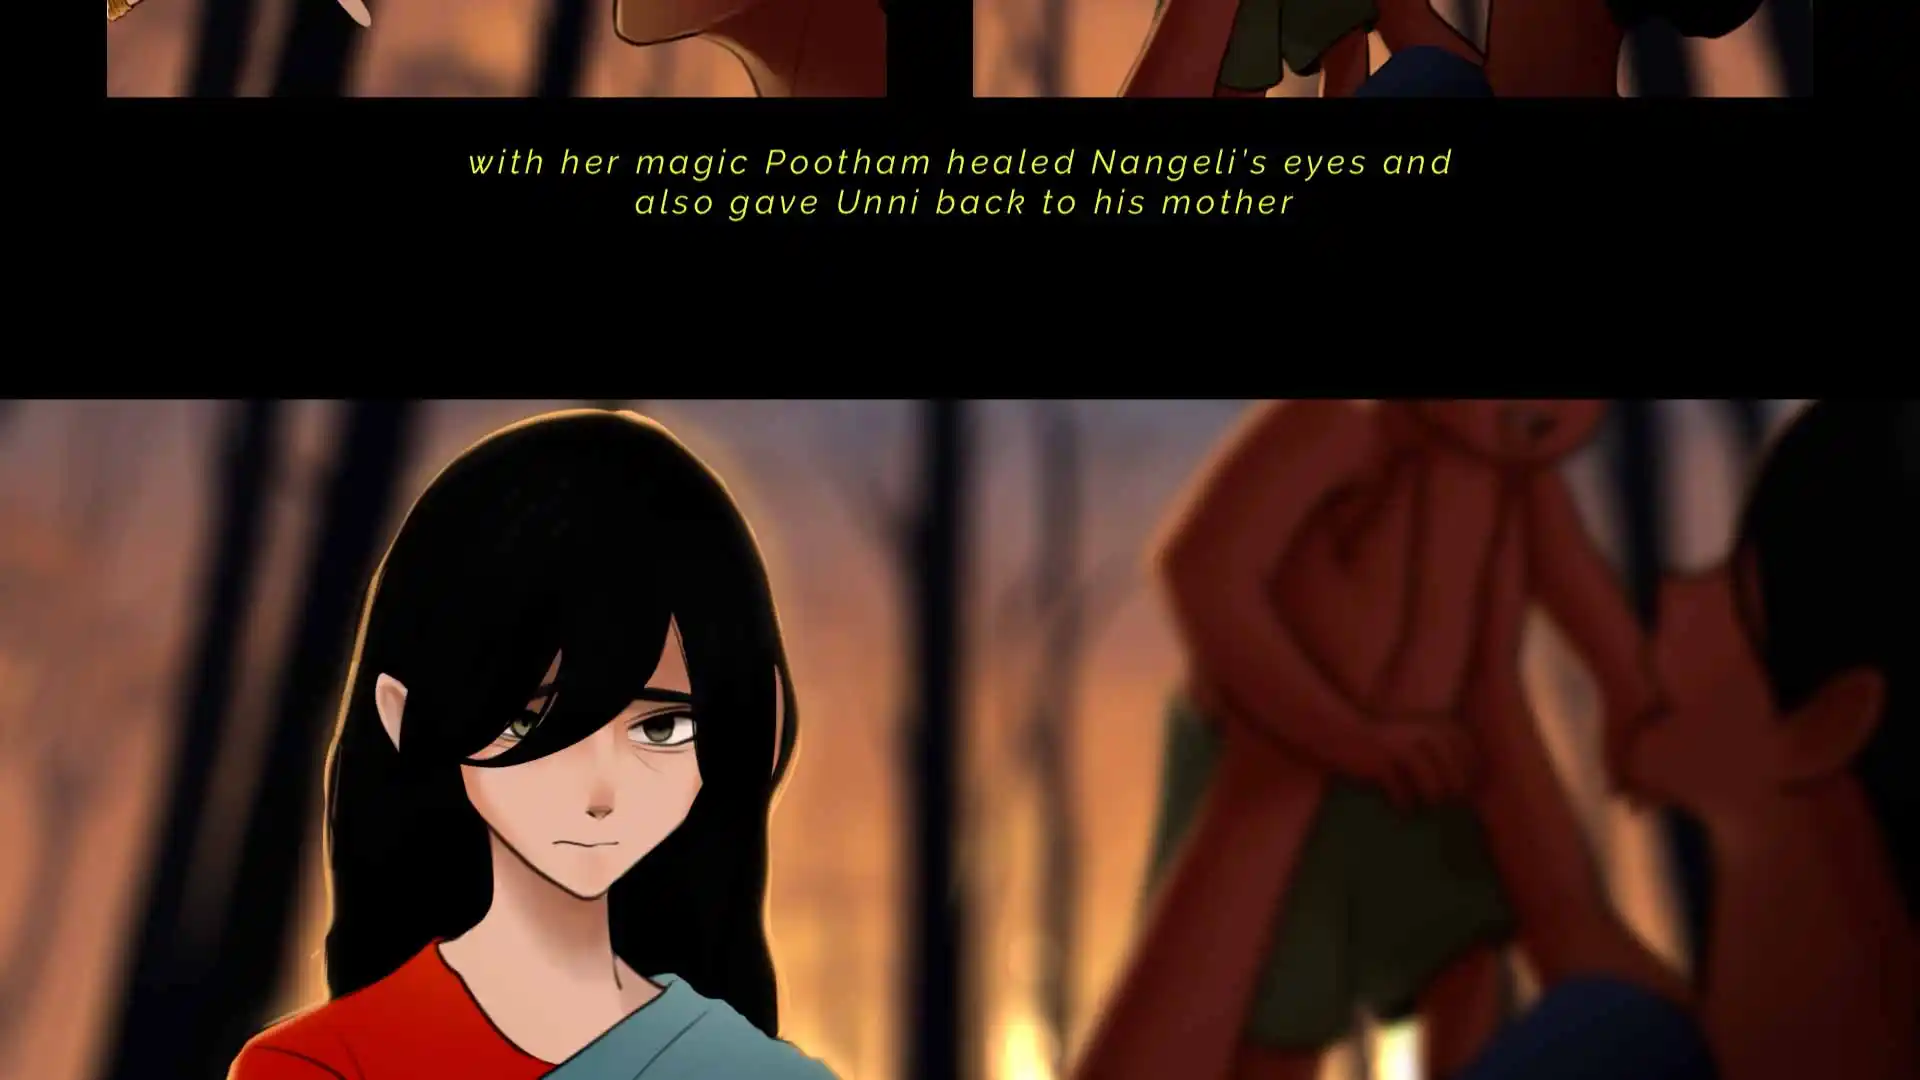 with her magic Pootham healed Nangeli's eyes and
also gave Unni back to his mother